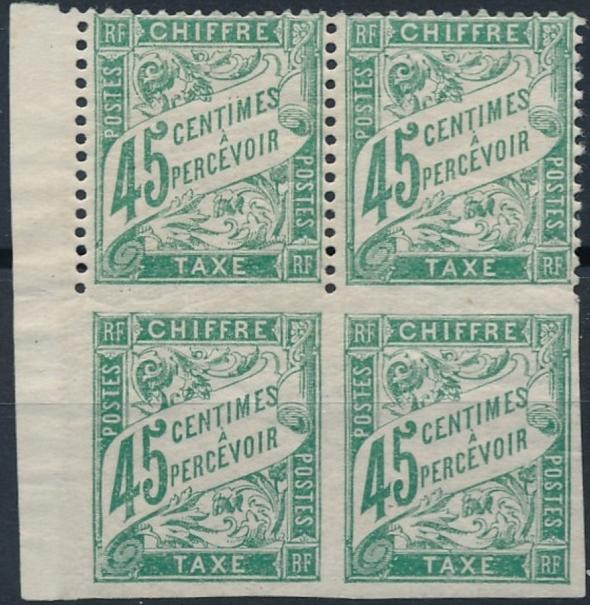 RF CHIFFRE
POSTES
45 CENTIMES
À
PERCEVOIR
POSTES
TAXE RF
RF CHIFFRE
POSTES
45 CENTIMES
À
PERCEVOIR
POSTES
TAXE RF
RF CHIFFRE
POSTES
45 CENTIMES
À
PERCEVOIR
POSTES
TAXE RF
RF CHIFFRE
POSTES
45 CENTIMES
À
PERCEVOIR
POSTES
TAXE RF